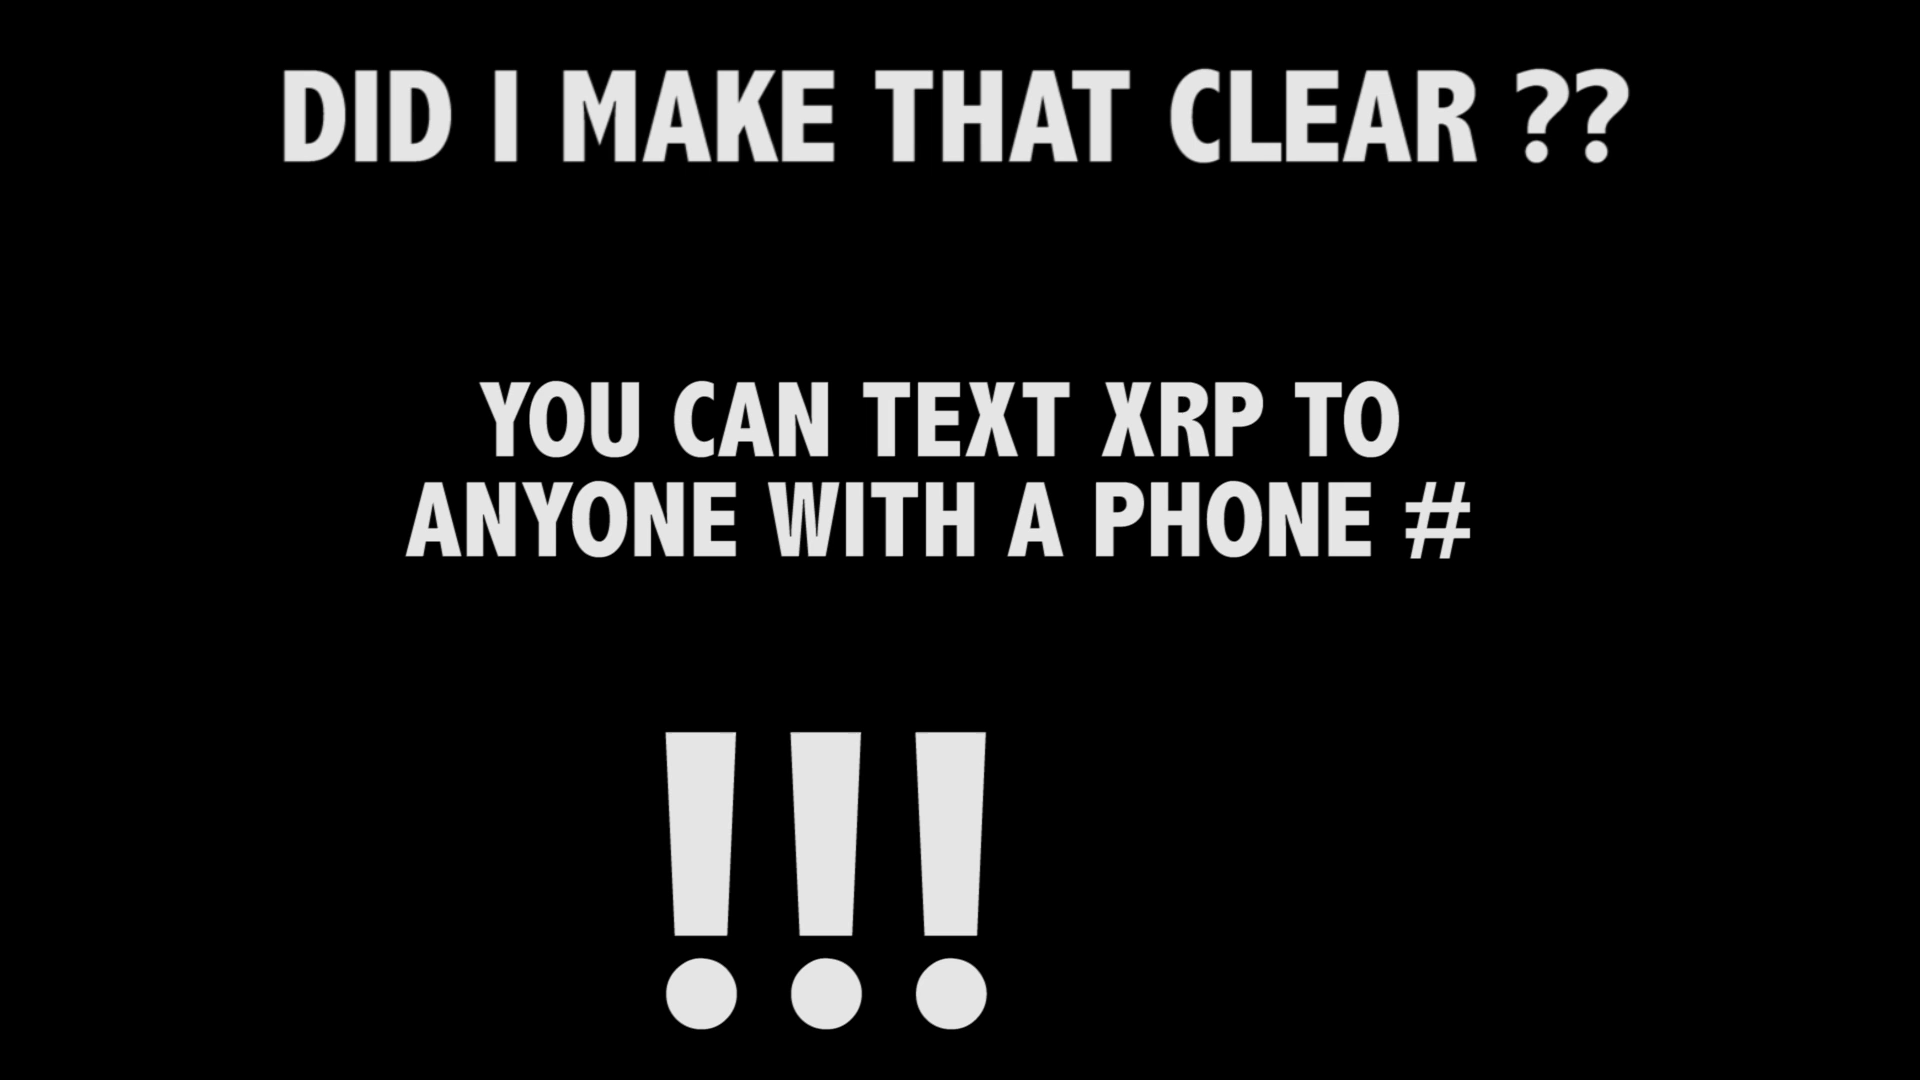 DID I MAKE THAT CLEAR ??
YOU CAN TEXT XRP TO
ANYONE WITH A PHONE #
!!!